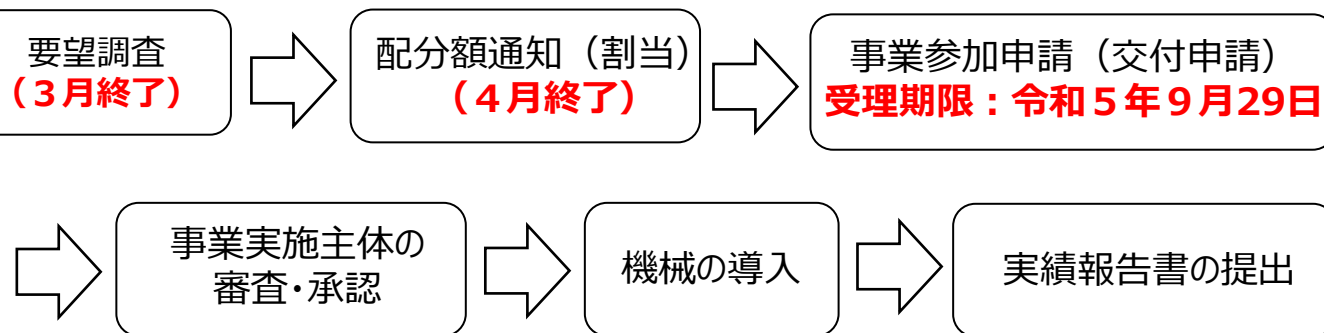 要望調査
（３月終了）
配分額通知（割当）
（４月終了）
事業参加申請（交付申請）
受理期限：令和５年９月29日
事業実施主体の
審査・承認
機械の導入
実績報告書の提出